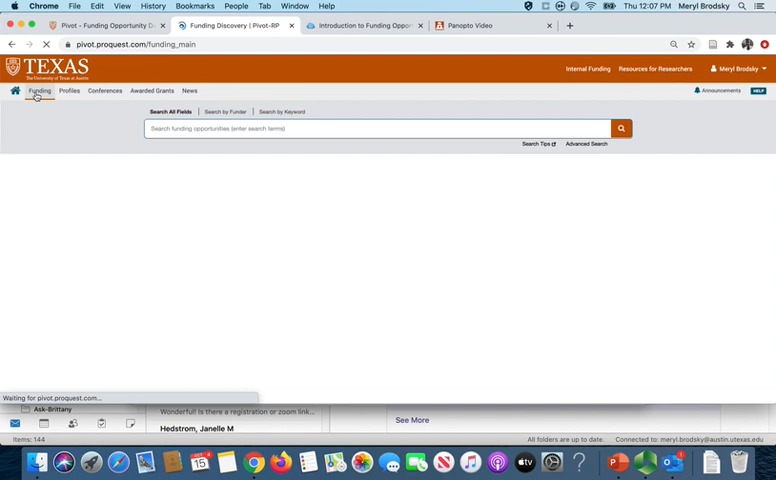 Chrome File Edit View History Bookmarks People Tab Window Help Thu 12:07 PM Meryl Brodsky
Pivot - Funding Opportunity D Funding Discovery | Pivot-RP Introduction to Funding Oppor Panopto Video
pivot.proquest.com/funding_main
TEXAS
The University of Texas at Austin
Internal Funding Resources for Researchers Meryl Brodsky
Funding Profiles Conferences Awarded Grants News Announcements HELP
Search All Fields Search by Funder Search by Keyword
Search funding opportunities (enter search terms)
Search Tips Advanced Search
Waiting for pivot.proquest.com...
Ask-Brittany
Wonderful! Is there a registration or zoom link...
See More
Hedstrom, Janelle M
Items: 144 All folders are up to date. Connected to: meryl.brodsky@austin.utexas.edu
15
tv
1